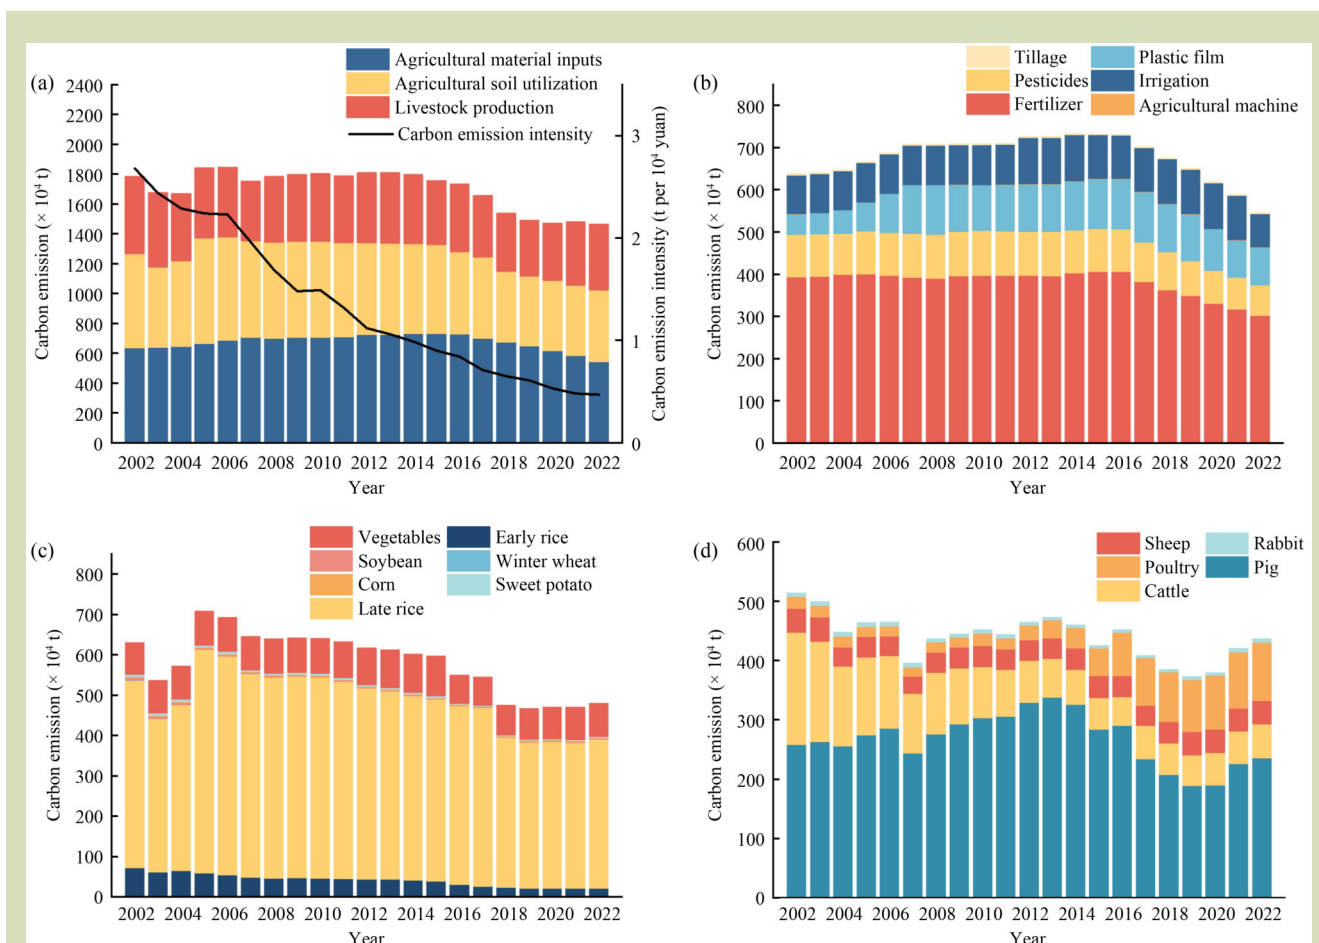 (a)
Agricultural material inputs
Agricultural soil utilization
Livestock production
Carbon emission intensity
2400
2200
2000
1800
1600
1400
1200
1000
800
600
400
200
0
Carbon emission (× 10⁴ t)
3
2
1
0
Carbon emission intensity (t per 10⁴ yuan)
2002 2004 2006 2008 2010 2012 2014 2016 2018 2020 2022
Year
(b)
Tillage Plastic film
Pesticides Irrigation
Fertilizer Agricultural machine
800
700
600
500
400
300
200
100
0
Carbon emission (× 10⁴ t)
2002 2004 2006 2008 2010 2012 2014 2016 2018 2020 2022
Year
(c)
Vegetables Early rice
Soybean Winter wheat
Corn Sweet potato
Late rice
800
700
600
500
400
300
200
100
0
Carbon emission (× 10⁴ t)
2002 2004 2006 2008 2010 2012 2014 2016 2018 2020 2022
Year
(d)
Sheep Rabbit
Poultry Pig
Cattle
600
500
400
300
200
100
0
Carbon emission (× 10⁴ t)
2002 2004 2006 2008 2010 2012 2014 2016 2018 2020 2022
Year